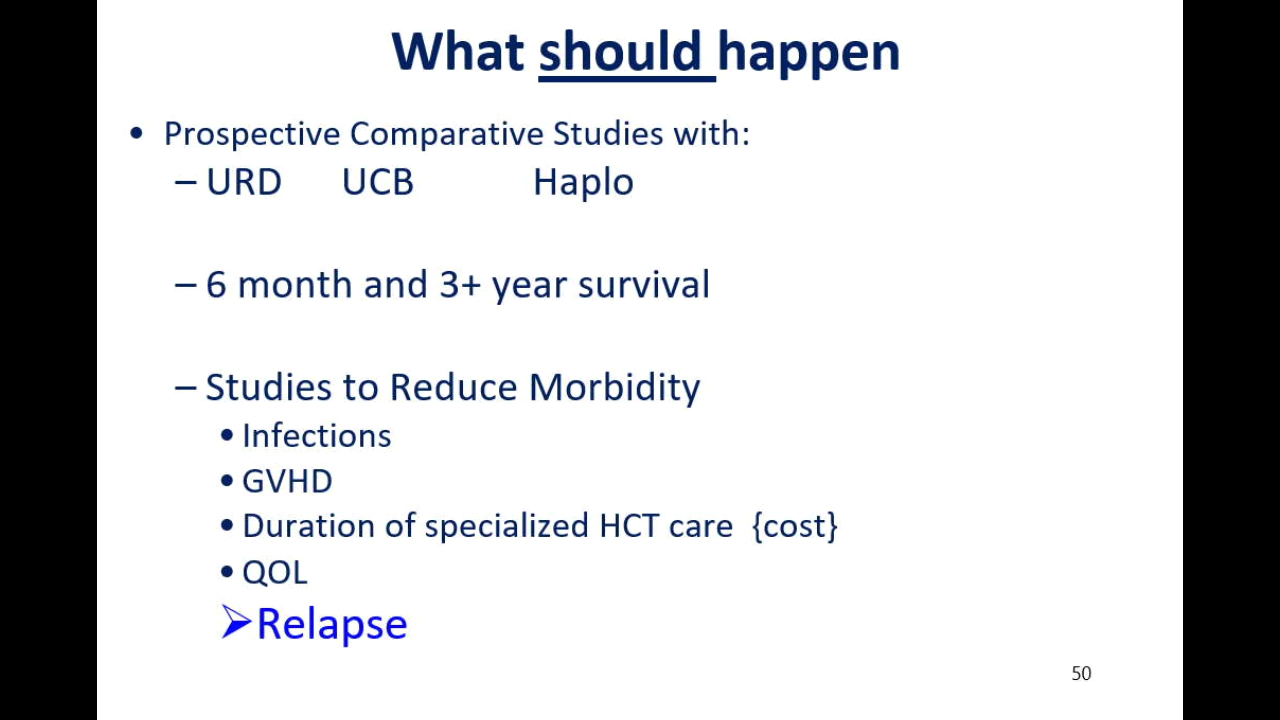 What should happen
• Prospective Comparative Studies with:
– URD UCB Haplo
– 6 month and 3+ year survival
– Studies to Reduce Morbidity
• Infections
• GVHD
• Duration of specialized HCT care {cost}
• QOL
➢Relapse
50